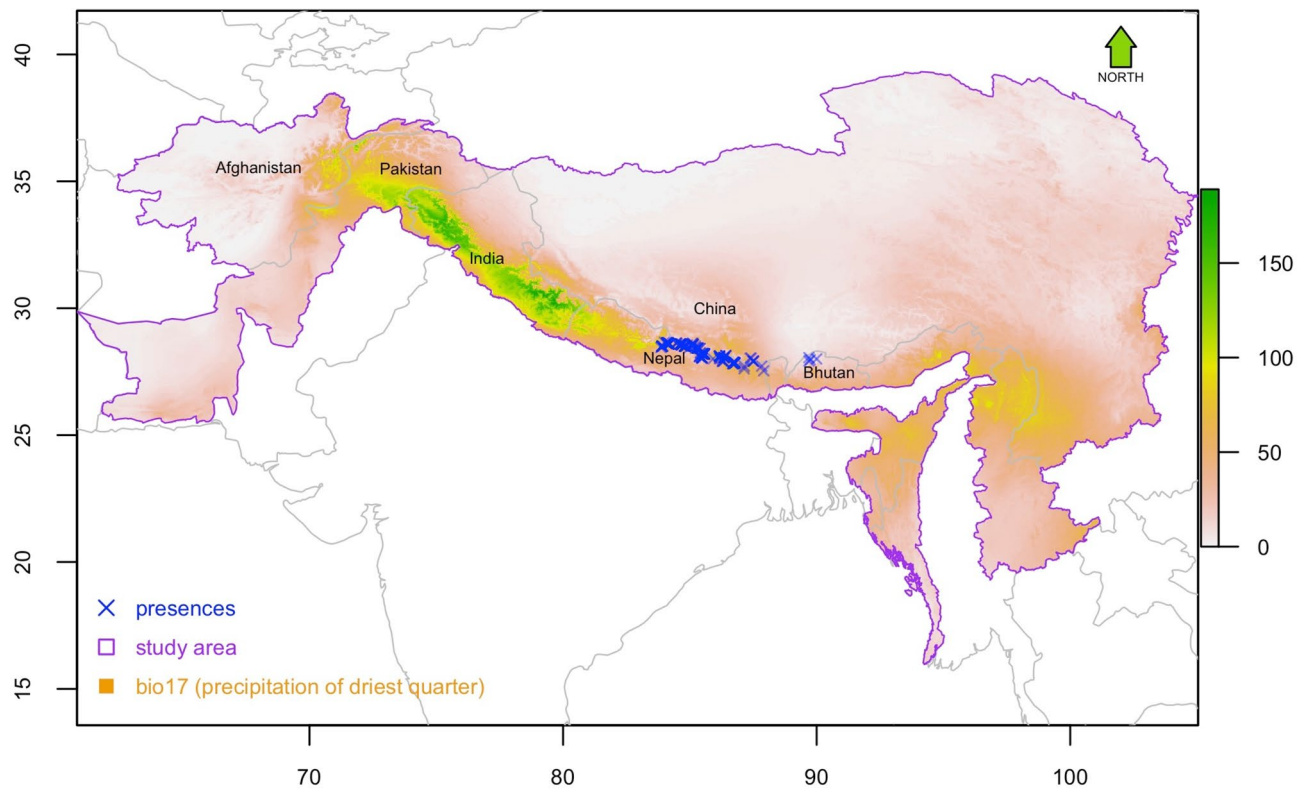 40
NORTH
Afghanistan
Pakistan
35
India
150
30
China
100
Nepal
Bhutan
25
50
20
0
presences
study area
15
bio17 (precipitation of driest quarter)
70
80
90
100